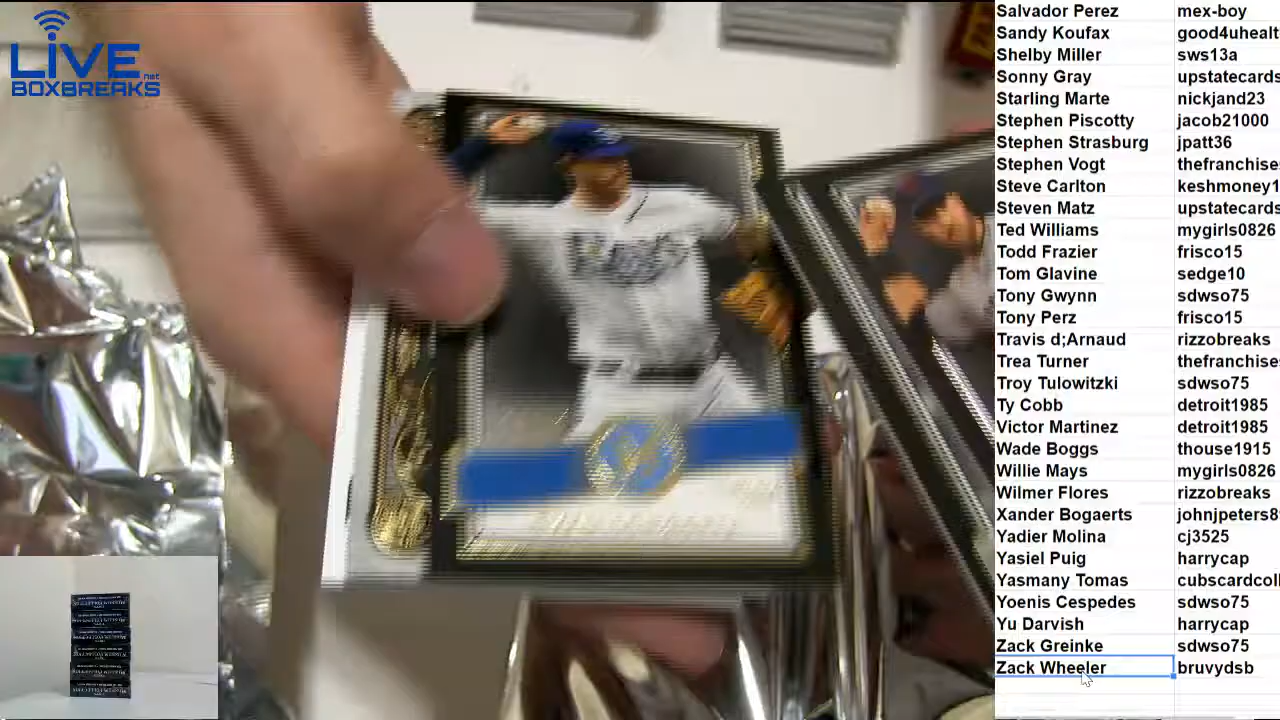 LIVE
.net
BOXBREAKS
Salvador Perez mex-boy
Sandy Koufax good4uhealt
Shelby Miller sws13a
Sonny Gray upstatecards
Starling Marte nickjand23
Stephen Piscotty jacob21000
Stephen Strasburg jpatt36
Stephen Vogt thefranchise
Steve Carlton keshmoney1
Steven Matz upstatecards
Ted Williams mygirls0826
Todd Frazier frisco15
Tom Glavine sedge10
Tony Gwynn sdwso75
Tony Perz frisco15
Travis d;Arnaud rizzobreaks
Trea Turner thefranchise
Troy Tulowitzki sdwso75
Ty Cobb detroit1985
Victor Martinez detroit1985
Wade Boggs thouse1915
Willie Mays mygirls0826
Wilmer Flores rizzobreaks
Xander Bogaerts johnjpeters8
Yadier Molina cj3525
Yasiel Puig harrycap
Yasmany Tomas cubscardcoll
Yoenis Cespedes sdwso75
Yu Darvish harrycap
Zack Greinke sdwso75
Zack Wheeler bruvydsb